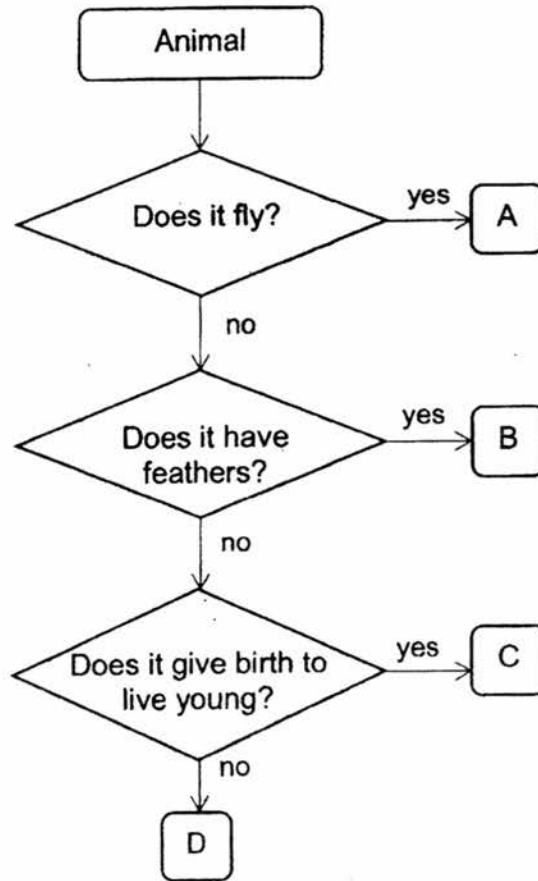 Animal
Does it fly?
yes
A
no
Does it have
feathers?
yes
B
no
Does it give birth to
live young?
yes
C
no
D